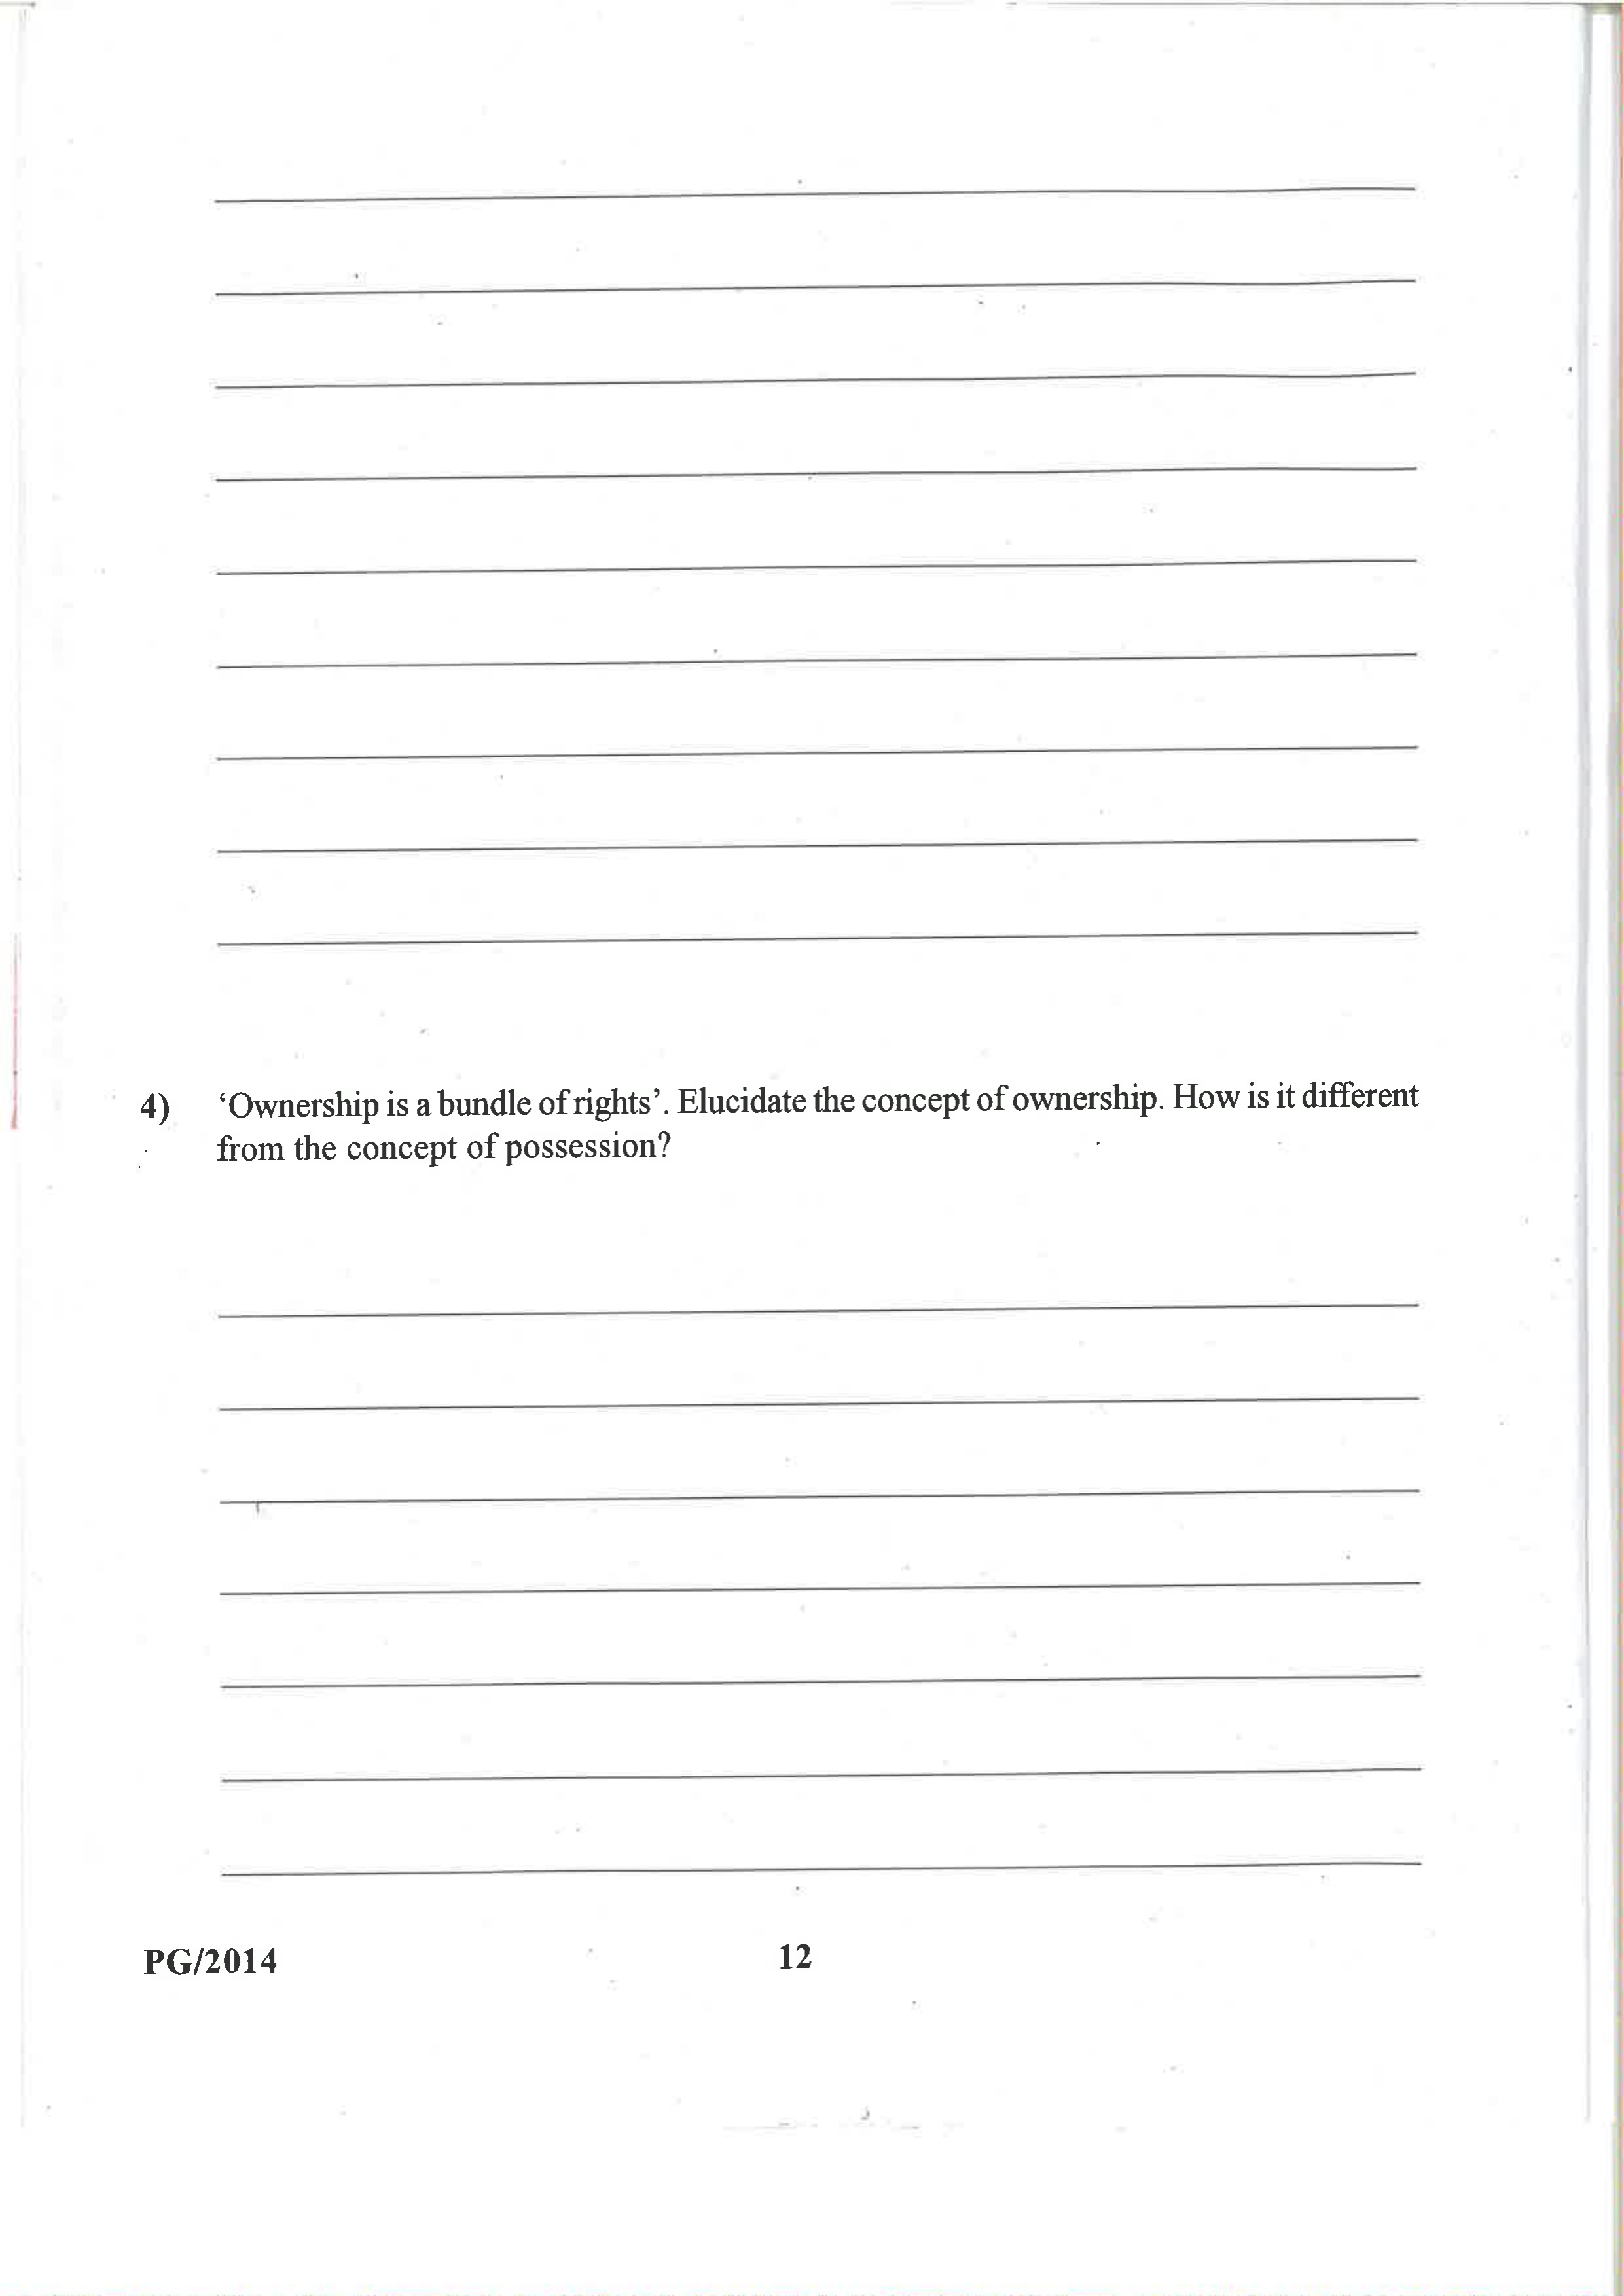 4) ‘Ownership is a bundle of rights’. Elucidate the concept of ownership. How is it different
from the concept of possession?
PG/2014 12